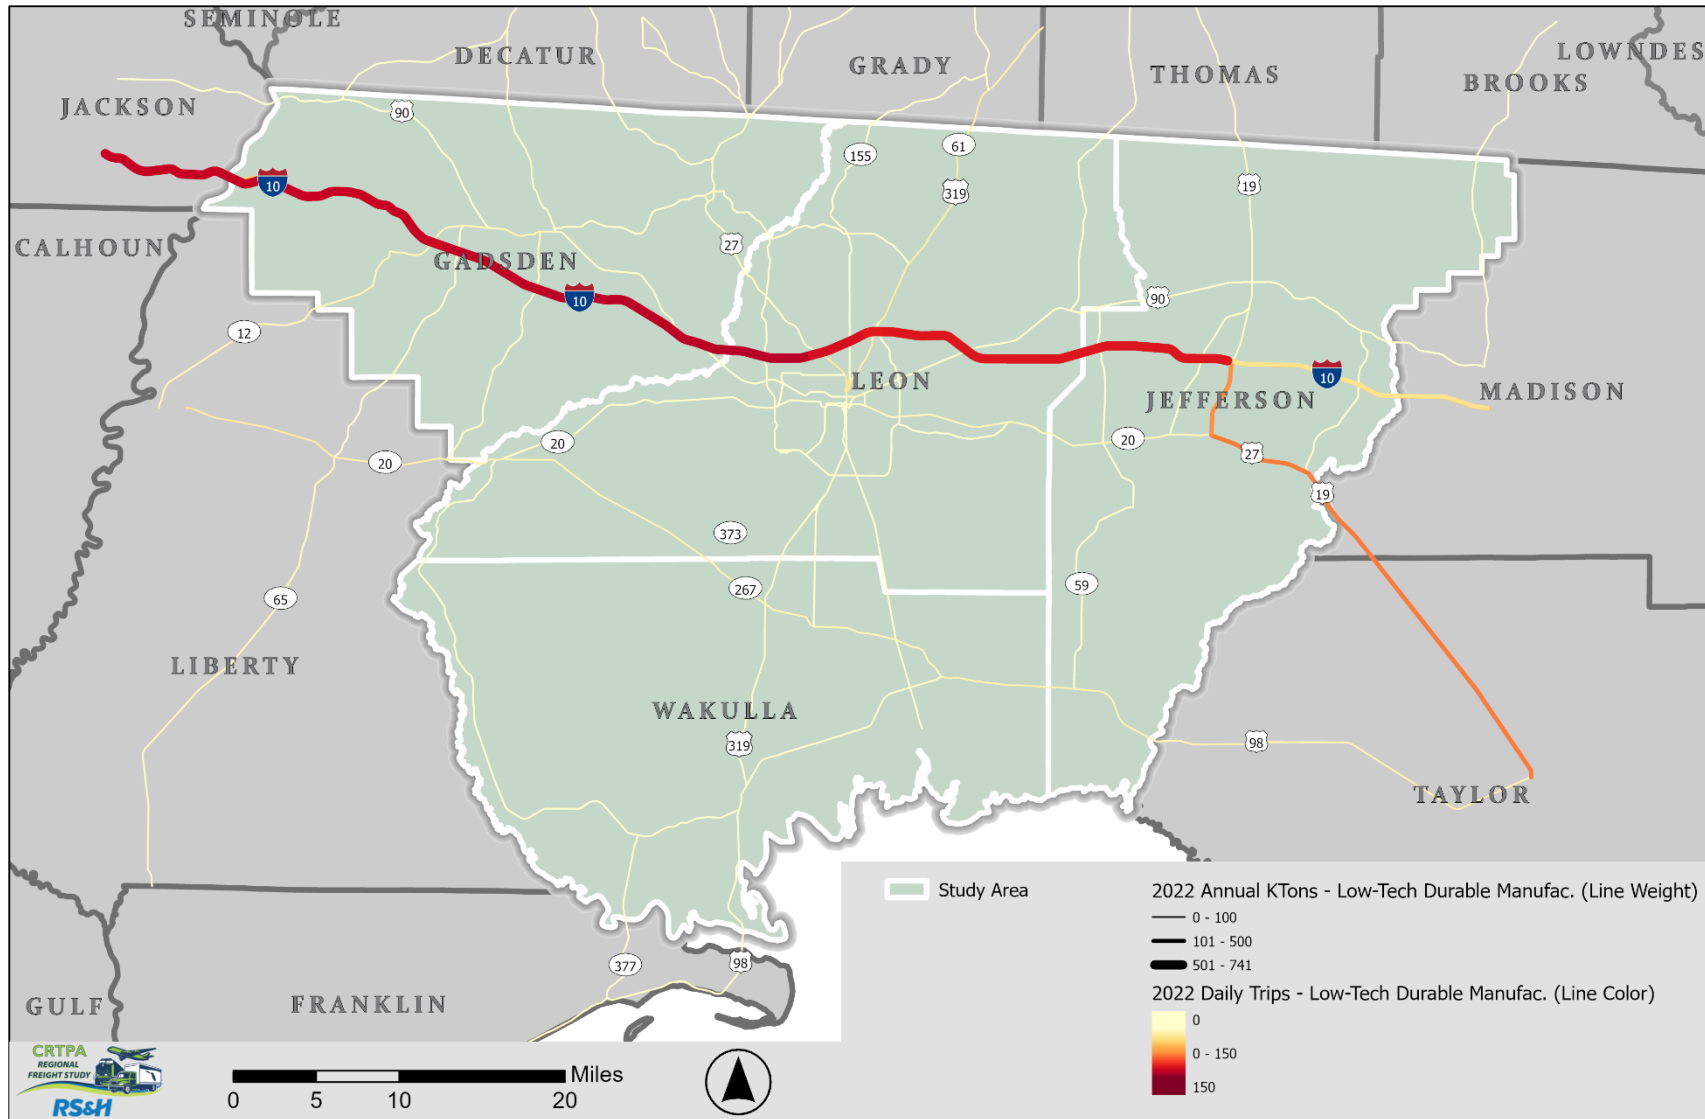 SEMINOLE
DECATUR
GRADY
THOMAS
LOWNDES
BROOKS
JACKSON
90
155
61
319
19
10
CALHOUN
27
GADSDEN
10
90
12
LEON
10
JEFFERSON
MADISON
20
20
20
27
19
373
267
59
65
LIBERTY
WAKULLA
319
98
TAYLOR
377
98
GULF
FRANKLIN
Study Area
2022 Annual KTons - Low-Tech Durable Manufac. (Line Weight)
0 - 100
101 - 500
501 - 741
2022 Daily Trips - Low-Tech Durable Manufac. (Line Color)
0
0 - 150
150
CRTPA
REGIONAL
FREIGHT STUDY
RS&H
Miles
0 5 10 20